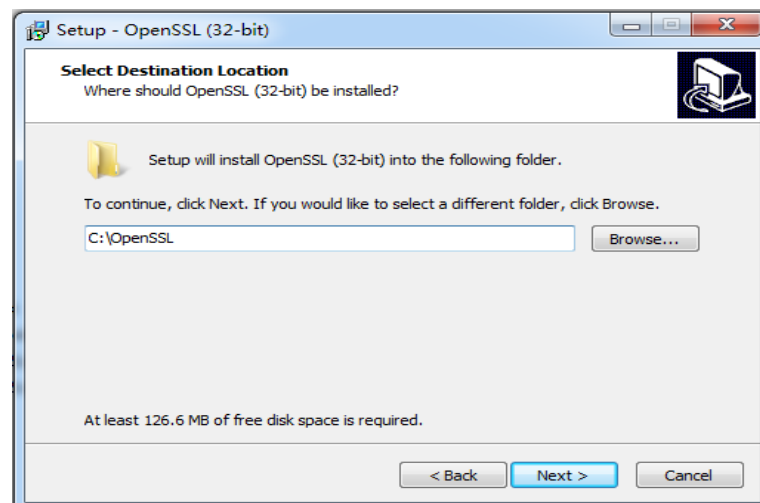 Setup - OpenSSL (32-bit)
Select Destination Location
Where should OpenSSL (32-bit) be installed?
Setup will install OpenSSL (32-bit) into the following folder.
To continue, click Next. If you would like to select a different folder, click Browse.
C:\OpenSSL
Browse...
At least 126.6 MB of free disk space is required.
< Back
Next >
Cancel